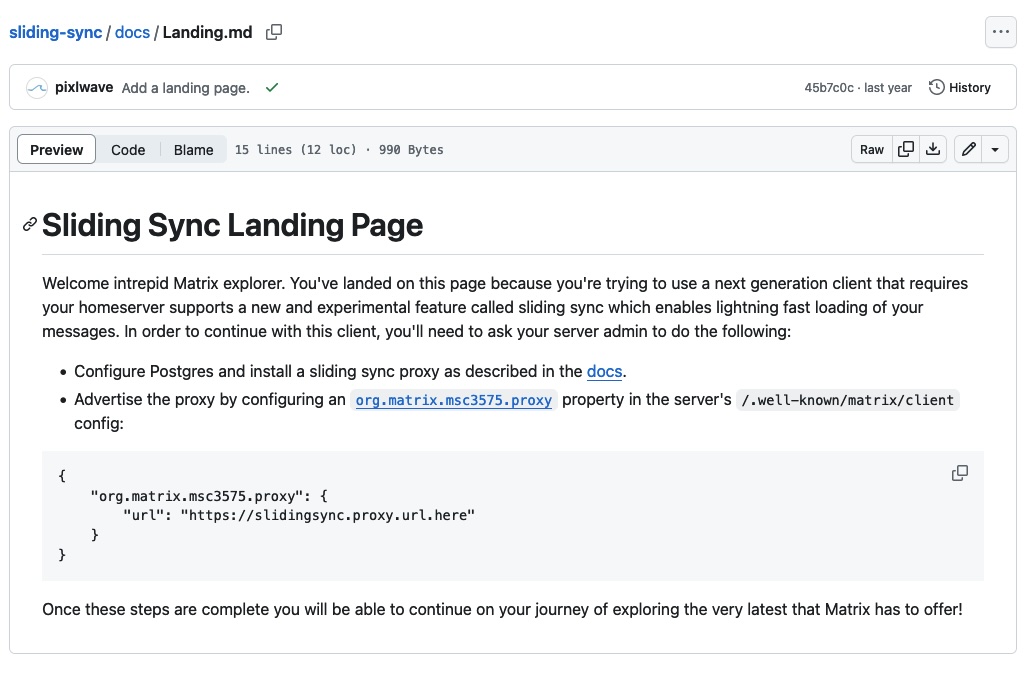 sliding-sync / docs / Landing.md
pixlwave Add a landing page. 45b7c0c · last year History
Preview Code Blame 15 lines (12 loc) · 990 Bytes Raw
Sliding Sync Landing Page
Welcome intrepid Matrix explorer. You've landed on this page because you're trying to use a next generation client that requires
your homeserver supports a new and experimental feature called sliding sync which enables lightning fast loading of your
messages. In order to continue with this client, you'll need to ask your server admin to do the following:
• Configure Postgres and install a sliding sync proxy as described in the docs.
• Advertise the proxy by configuring an org.matrix.msc3575.proxy property in the server's /.well-known/matrix/client
config:
{
    "org.matrix.msc3575.proxy": {
        "url": "https://slidingsync.proxy.url.here"
    }
}
Once these steps are complete you will be able to continue on your journey of exploring the very latest that Matrix has to offer!